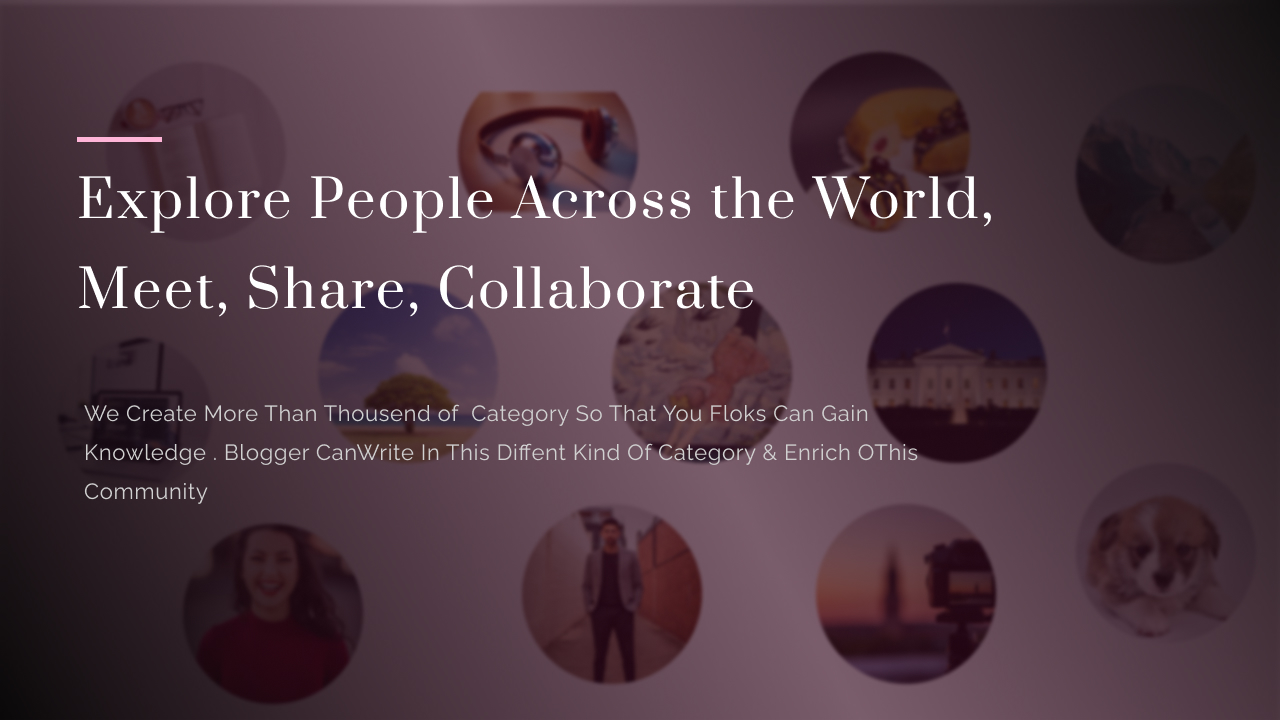 Explore People Across the World,
Meet, Share, Collaborate
We Create More Than Thousend of  Category So That You Floks Can Gain
Knowledge . Blogger CanWrite In This Diffent Kind Of Category & Enrich OThis
Community